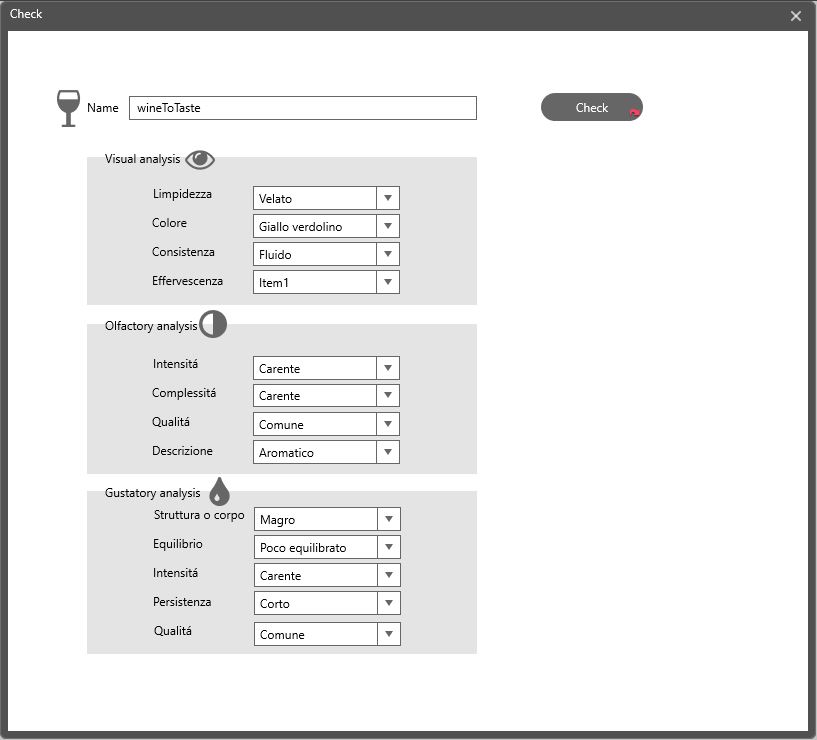 Check
Name wineToTaste Check
Visual analysis
Limpidezza Velato
Colore Giallo verdolino
Consistenza Fluido
Effervescenza Item1
Olfactory analysis
Intensitá Carente
Complessitá Carente
Qualitá Comune
Descrizione Aromatico
Gustatory analysis
Struttura o corpo Magro
Equilibrio Poco equilibrato
Intensitá Carente
Persistenza Corto
Qualitá Comune